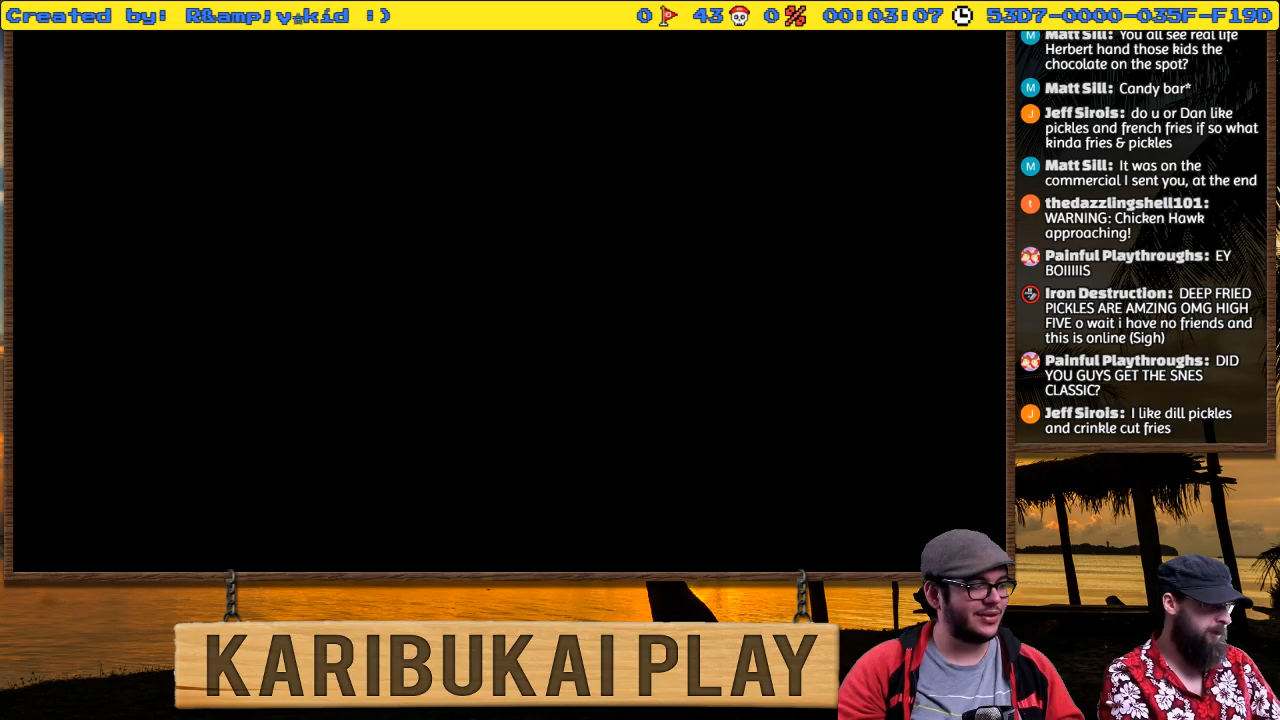 Created by: R&amp;y☆kid :)
0 43 0% 00:03:07 53D7-0000-035F-F19D
Matt Sill: You all see real life
Herbert hand those kids the
chocolate on the spot?
Matt Sill: Candy bar*
Jeff Sirois: do u or Dan like
pickles and french fries if so what
kinda fries & pickles
Matt Sill: It was on the
commercial I sent you, at the end
thedazzlingshell101:
WARNING: Chicken Hawk
approaching!
Painful Playthroughs: EY
BOIIIIIS
Iron Destruction: DEEP FRIED
PICKLES ARE AMZING OMG HIGH
FIVE o wait i have no friends and
this is online (Sigh)
Painful Playthroughs: DID
YOU GUYS GET THE SNES
CLASSIC?
Jeff Sirois: I like dill pickles
and crinkle cut fries
KARIBUKAI PLAY